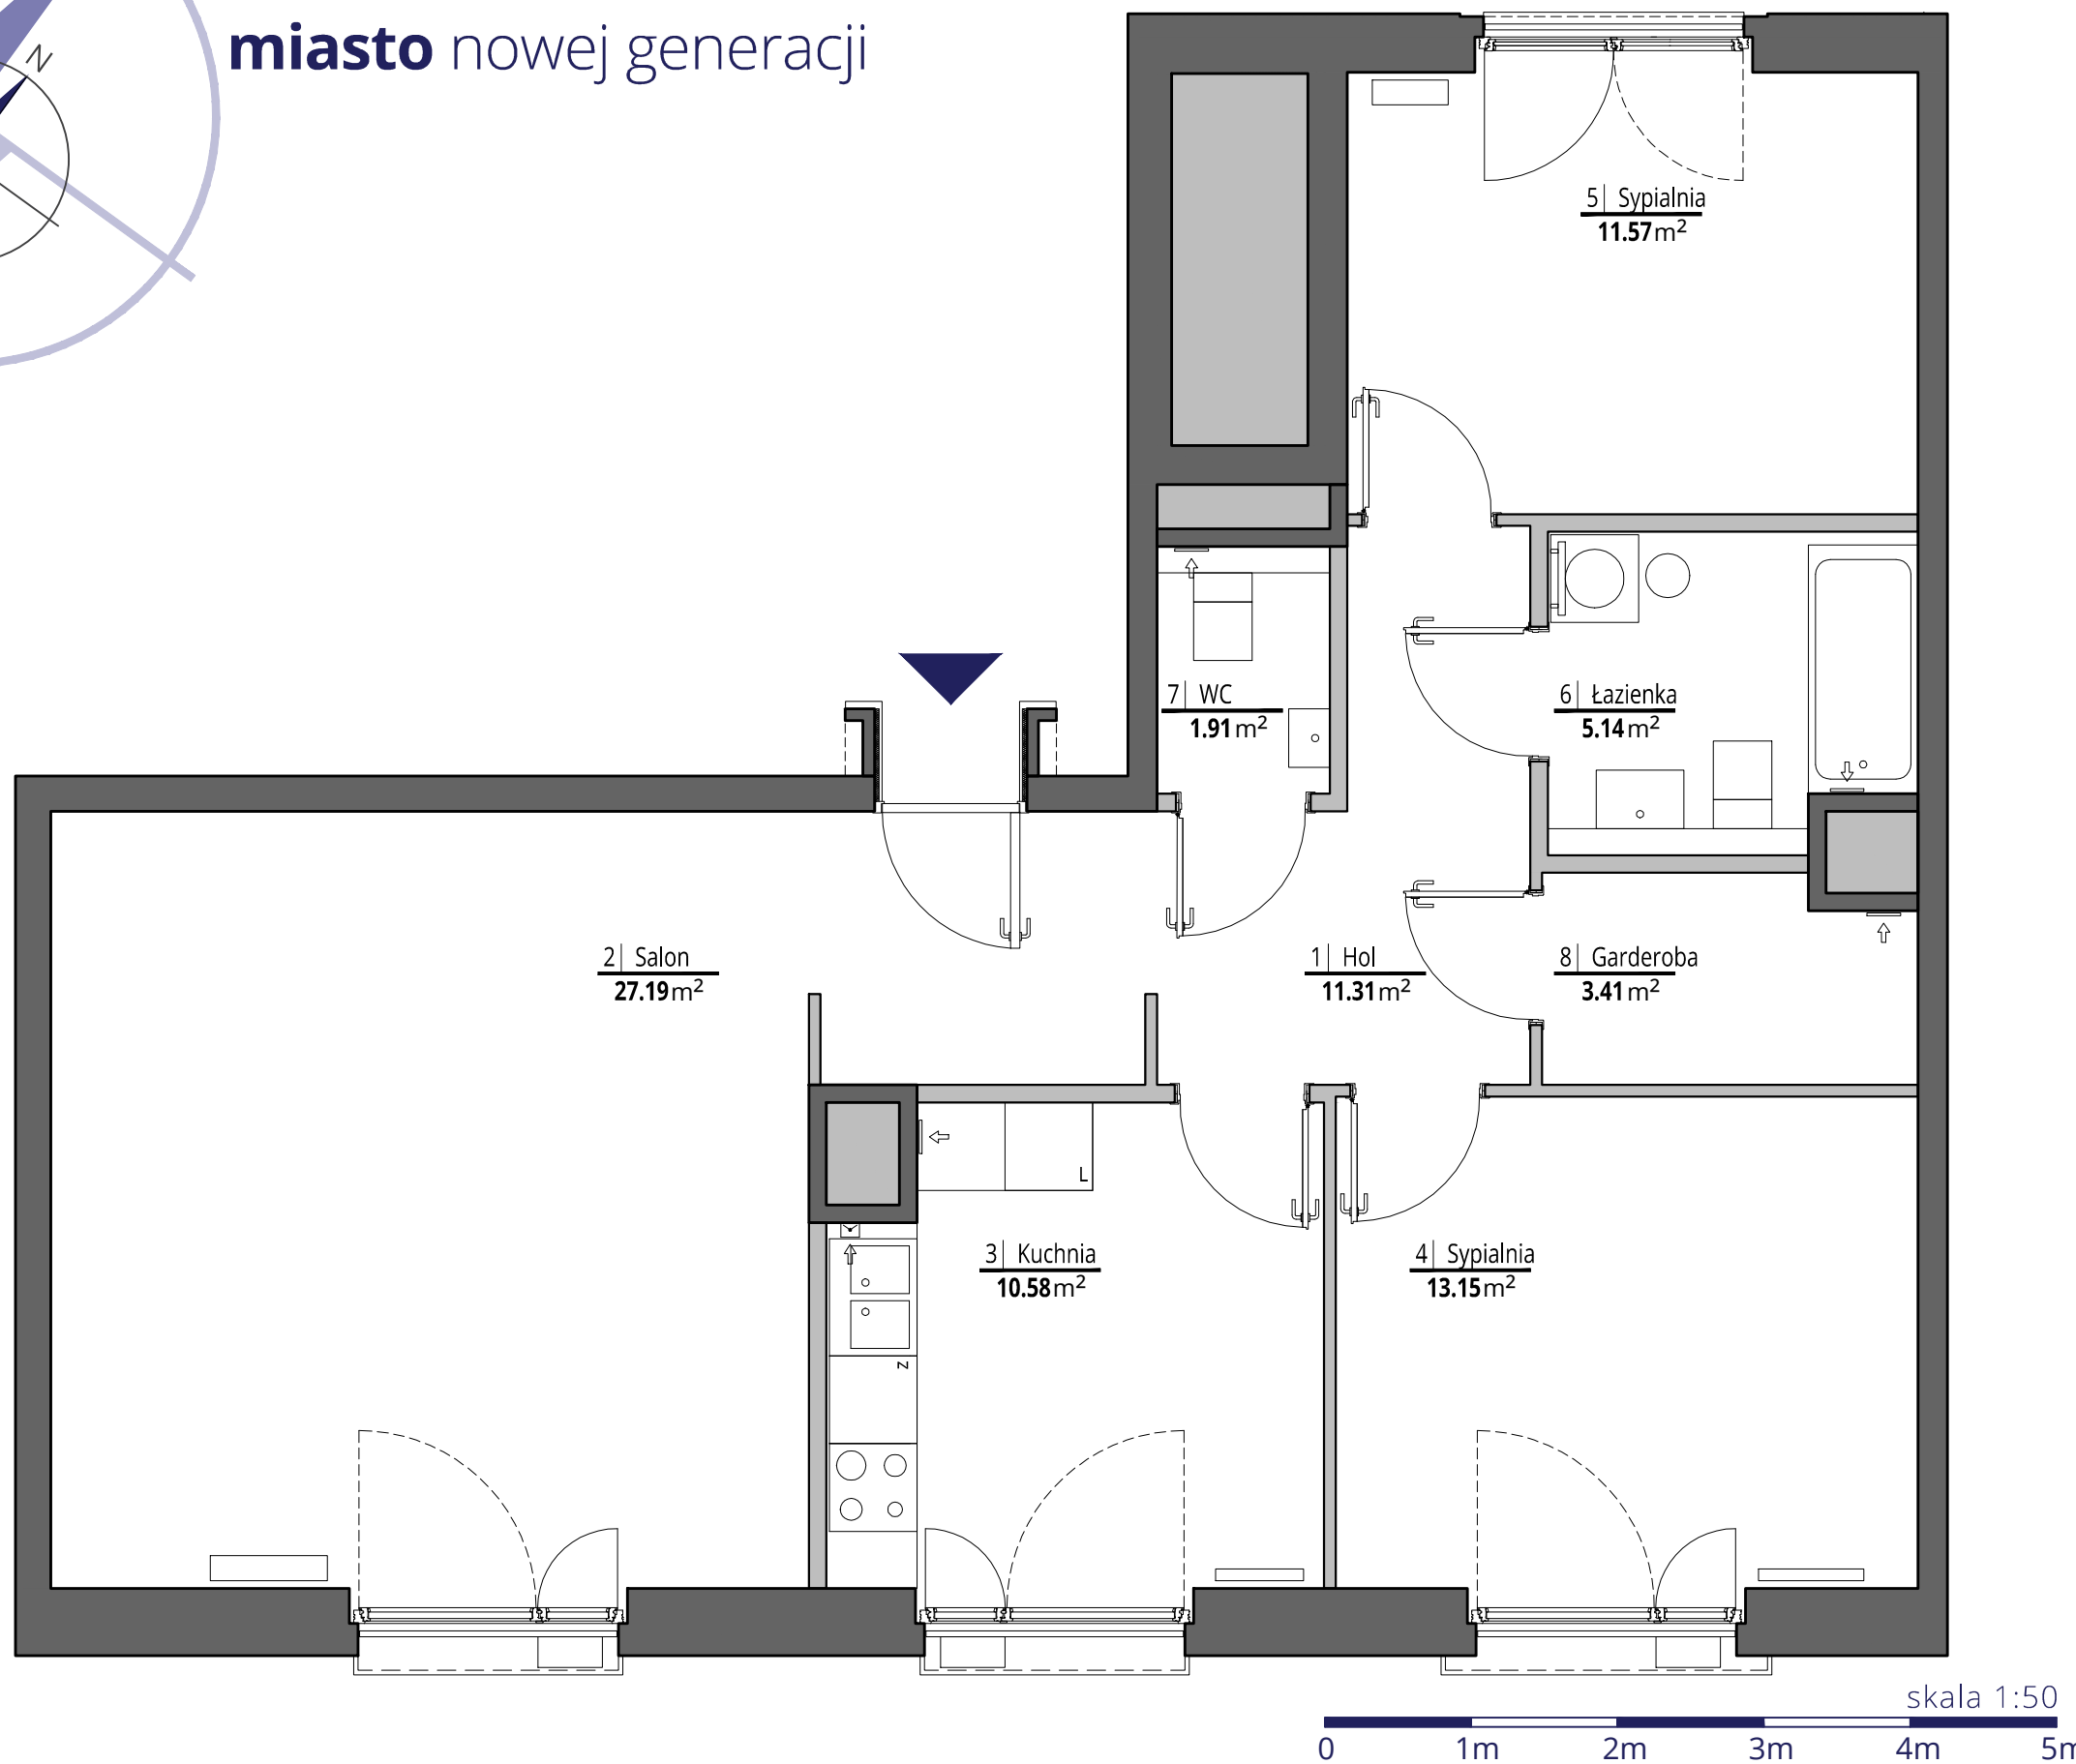 N
miasto nowej generacji
5 Sypialnia
11.57 m²
7 WC
1.91 m²
6 Łazienka
5.14 m²
2 Salon
27.19 m²
1 Hol
11.31 m²
8 Garderoba
3.41 m²
L
3 Kuchnia
10.58 m²
4 Sypialnia
13.15 m²
z
skala 1:50
0 1m 2m 3m 4m 5m